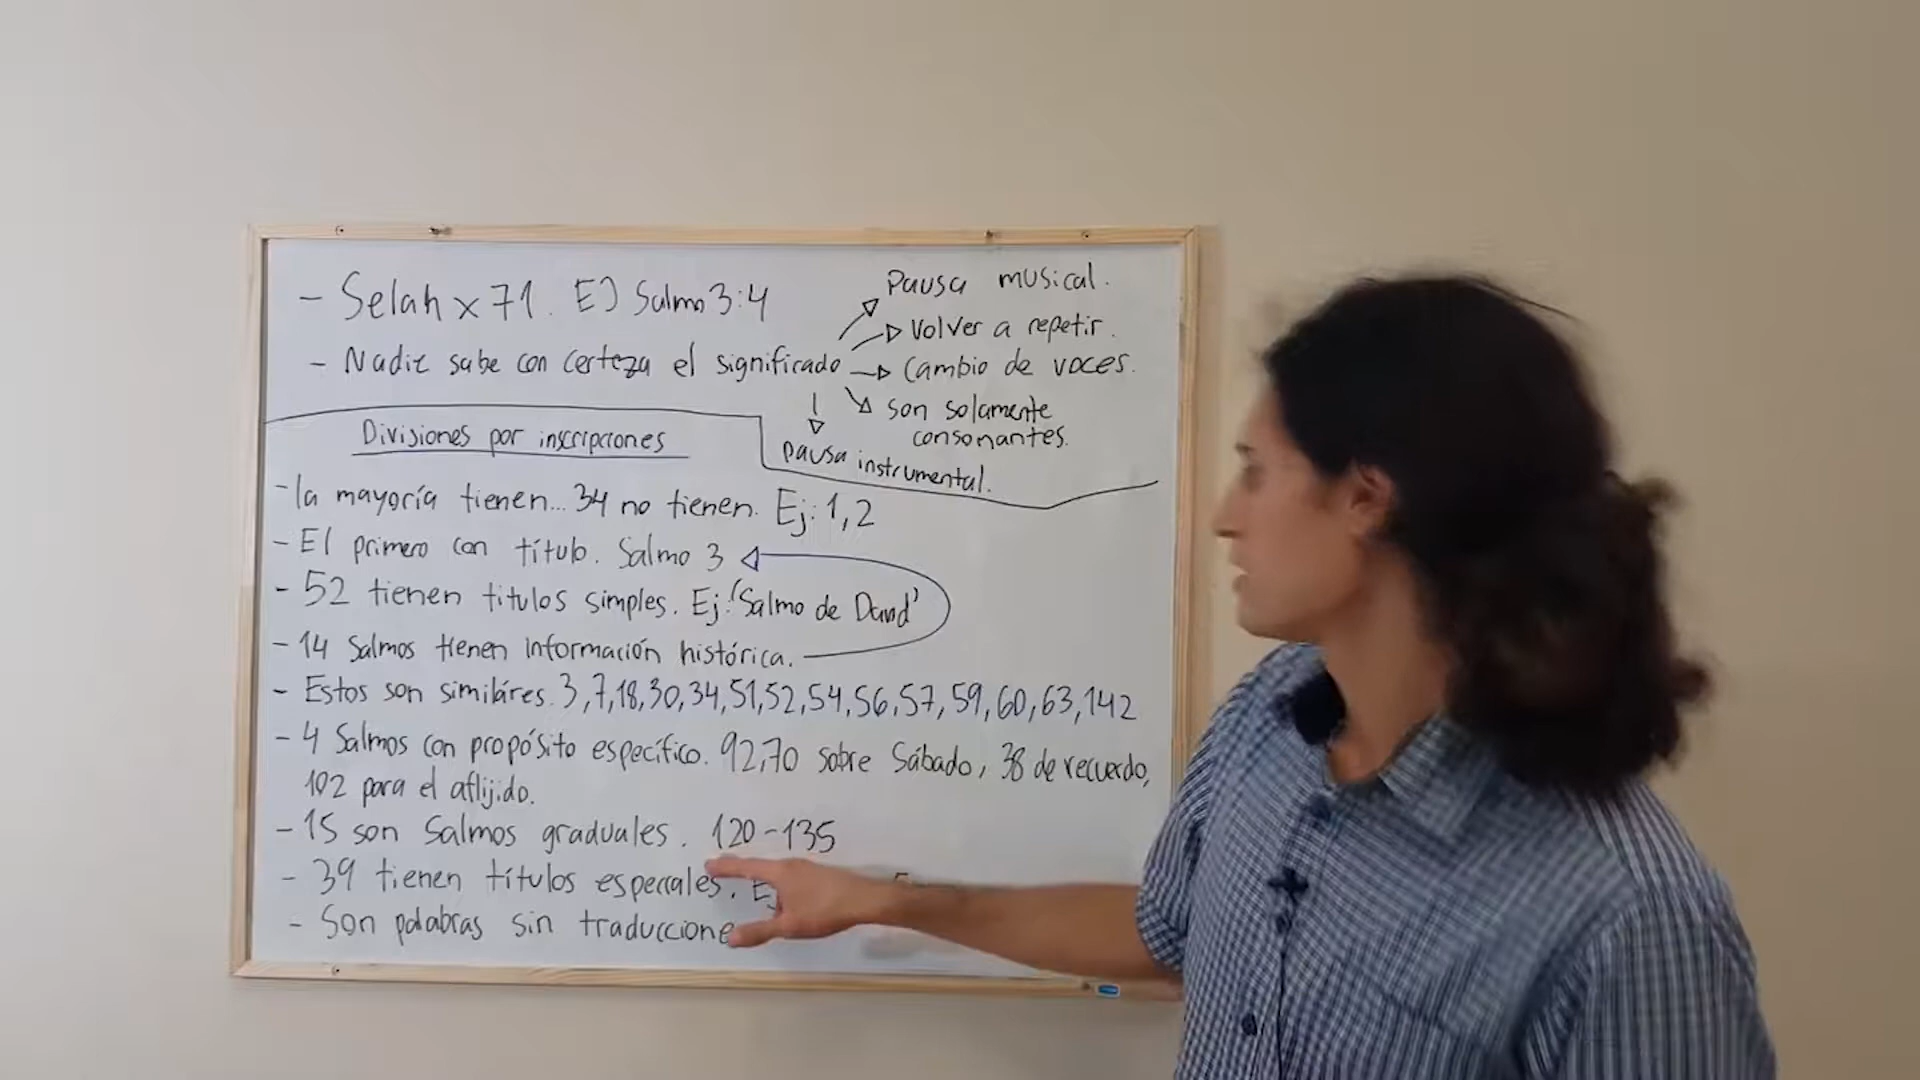 - Selah x 71. EJ Salmo 3:4
- Nadie sabe con certeza el significado
Pausa musical.
Volver a repetir.
Cambio de voces.
son solamente
consonantes.
pausa instrumental.
Divisiones por inscripciones
- la mayoría tienen... 34 no tienen. Ej: 1,2
- El primero con título. Salmo 3
- 52 tienen titulos simples. Ej: "Salmo de David"
- 14 Salmos tienen información histórica.
- Estos son similáres. 3,7,18,30,34,51,52,54,56,57,59,60,63,142
- 4 Salmos con propósito específico. 92,70 sobre Sábado, 38 de recuerdo,
102 para el aflijido.
- 15 son Salmos graduales. 120-135
- 39 tienen títulos especiales. Ej
- Son palabras sin traduccione